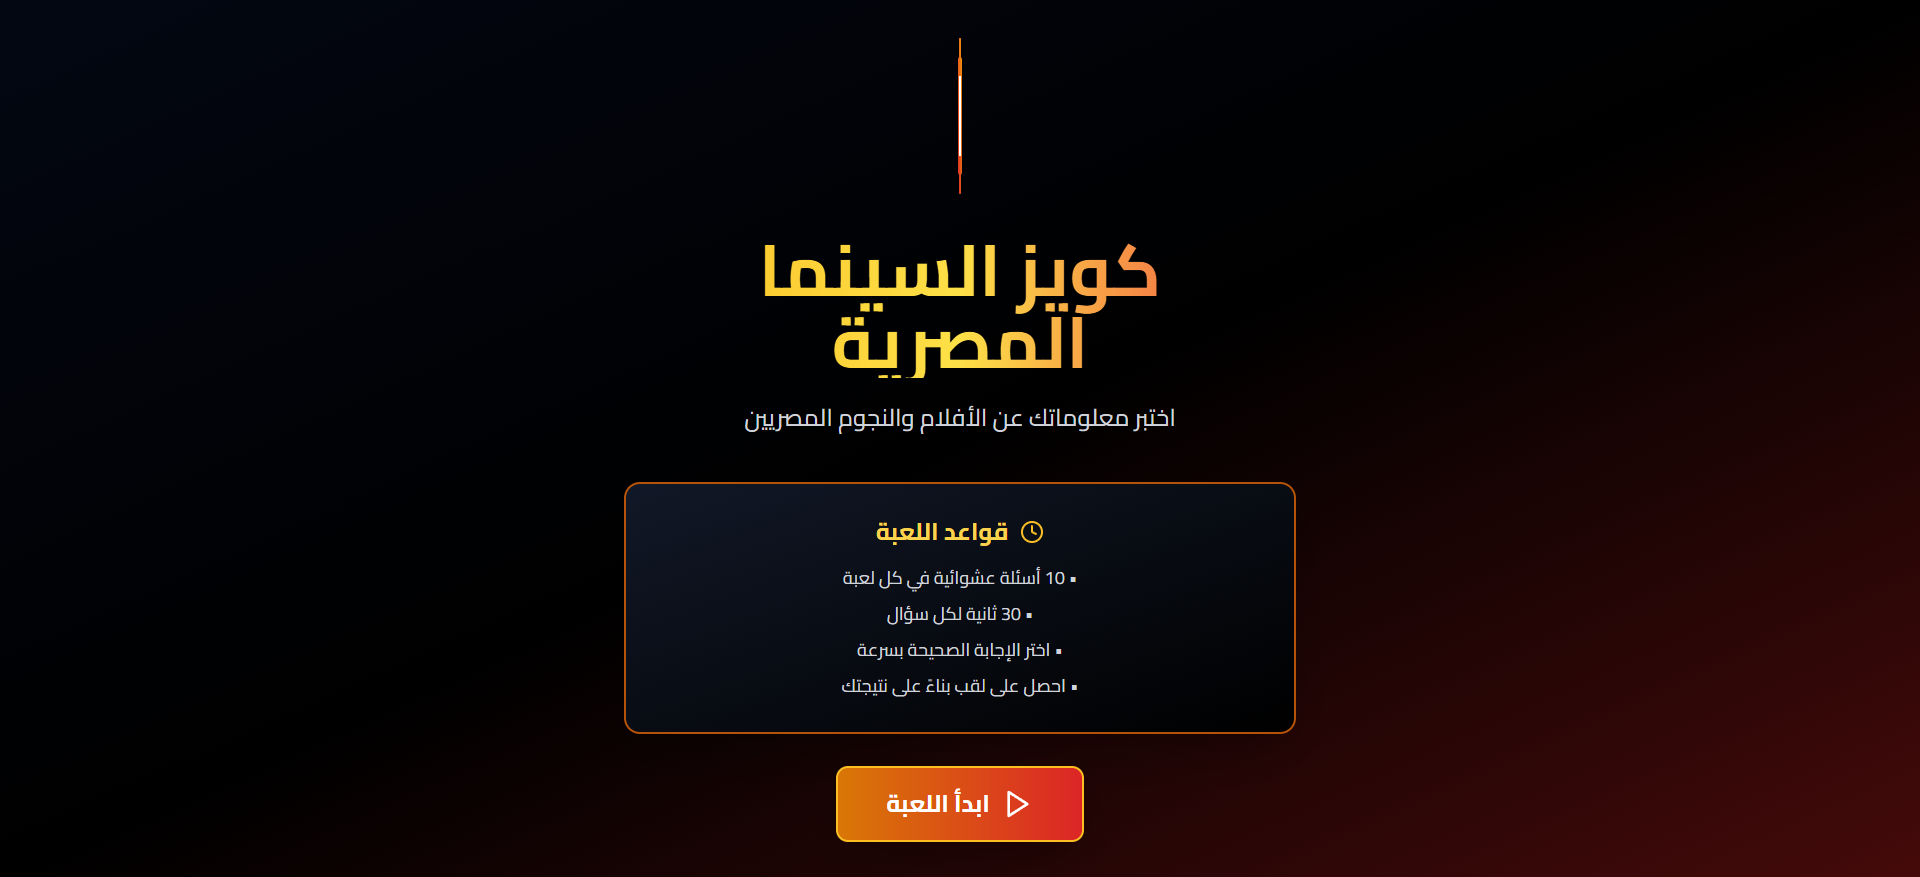 كويز السينما
المصرية
اختبر معلوماتك عن الأفلام والنجوم المصريين
قواعد اللعبة
▪ 10 أسئلة عشوائية في كل لعبة
▪ 30 ثانية لكل سؤال
▪ اختر الإجابة الصحيحة بسرعة
▪ احصل على لقب بناءً على نتيجتك
ابدأ اللعبة